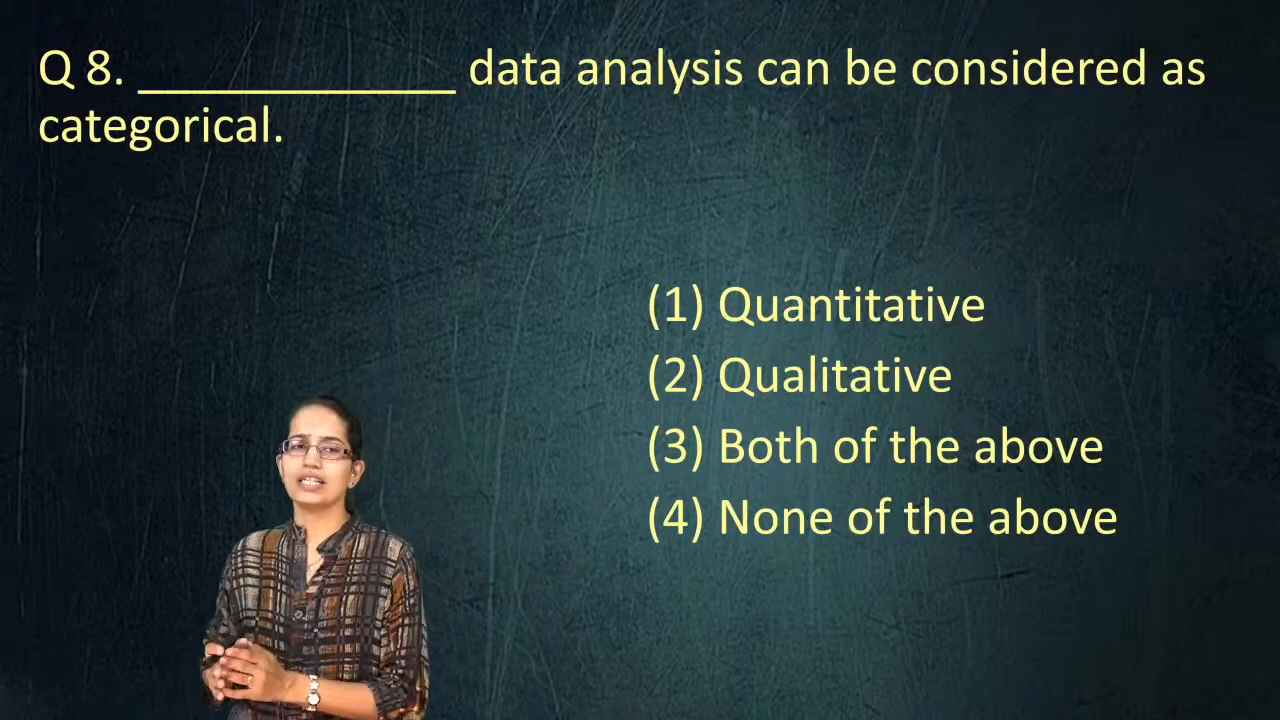 Q 8. _____________ data analysis can be considered as
categorical.
(1) Quantitative
(2) Qualitative
(3) Both of the above
(4) None of the above